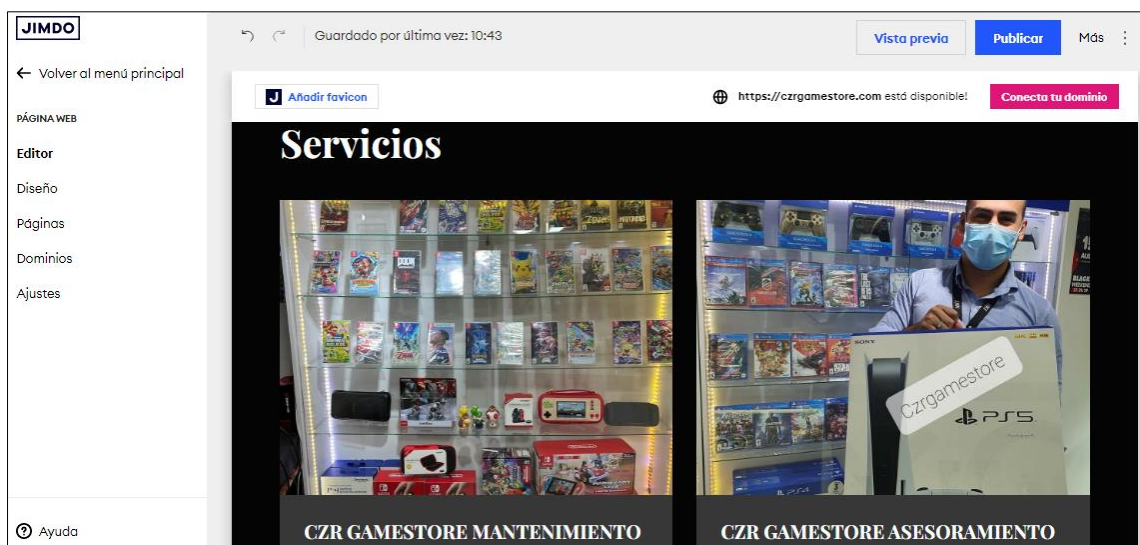 JIMDO
Guardado por última vez: 10:43
Vista previa
Publicar
Más
Volver al menú principal
Añadir favicon
https://czrgamestore.com está disponible!
Conecta tu dominio
PÁGINA WEB
Editor
Diseño
Páginas
Dominios
Ajustes
Ayuda
Servicios
SONY
Czrgamestore
PS5
CZR GAMESTORE MANTENIMIENTO
CZR GAMESTORE ASESORAMIENTO